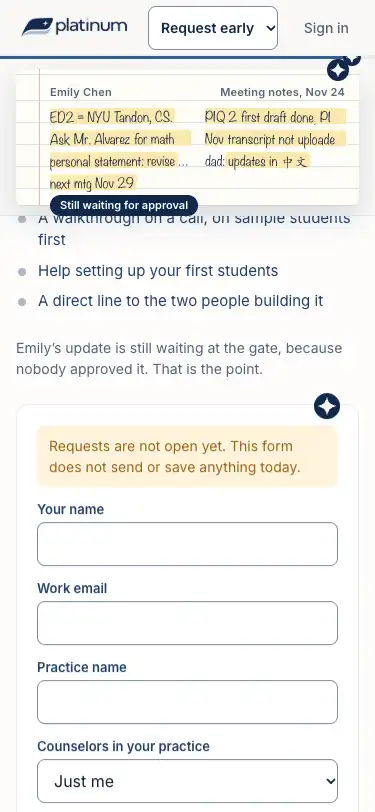 platinum
Request early
Sign in
Emily Chen
Meeting notes, Nov 24
ED2 = NYU Tandon, CS.
Ask Mr. Alvarez for math
personal statement: revise ...
next mtg Nov 29
PIQ 2 first draft done. PI
Nov transcript not uploade
dad: updates in 中文
Still waiting for approval
A walkthrough on a call, on sample students
first
Help setting up your first students
A direct line to the two people building it
Emily’s update is still waiting at the gate, because
nobody approved it. That is the point.
Requests are not open yet. This form
does not send or save anything today.
Your name
Work email
Practice name
Counselors in your practice
Just me